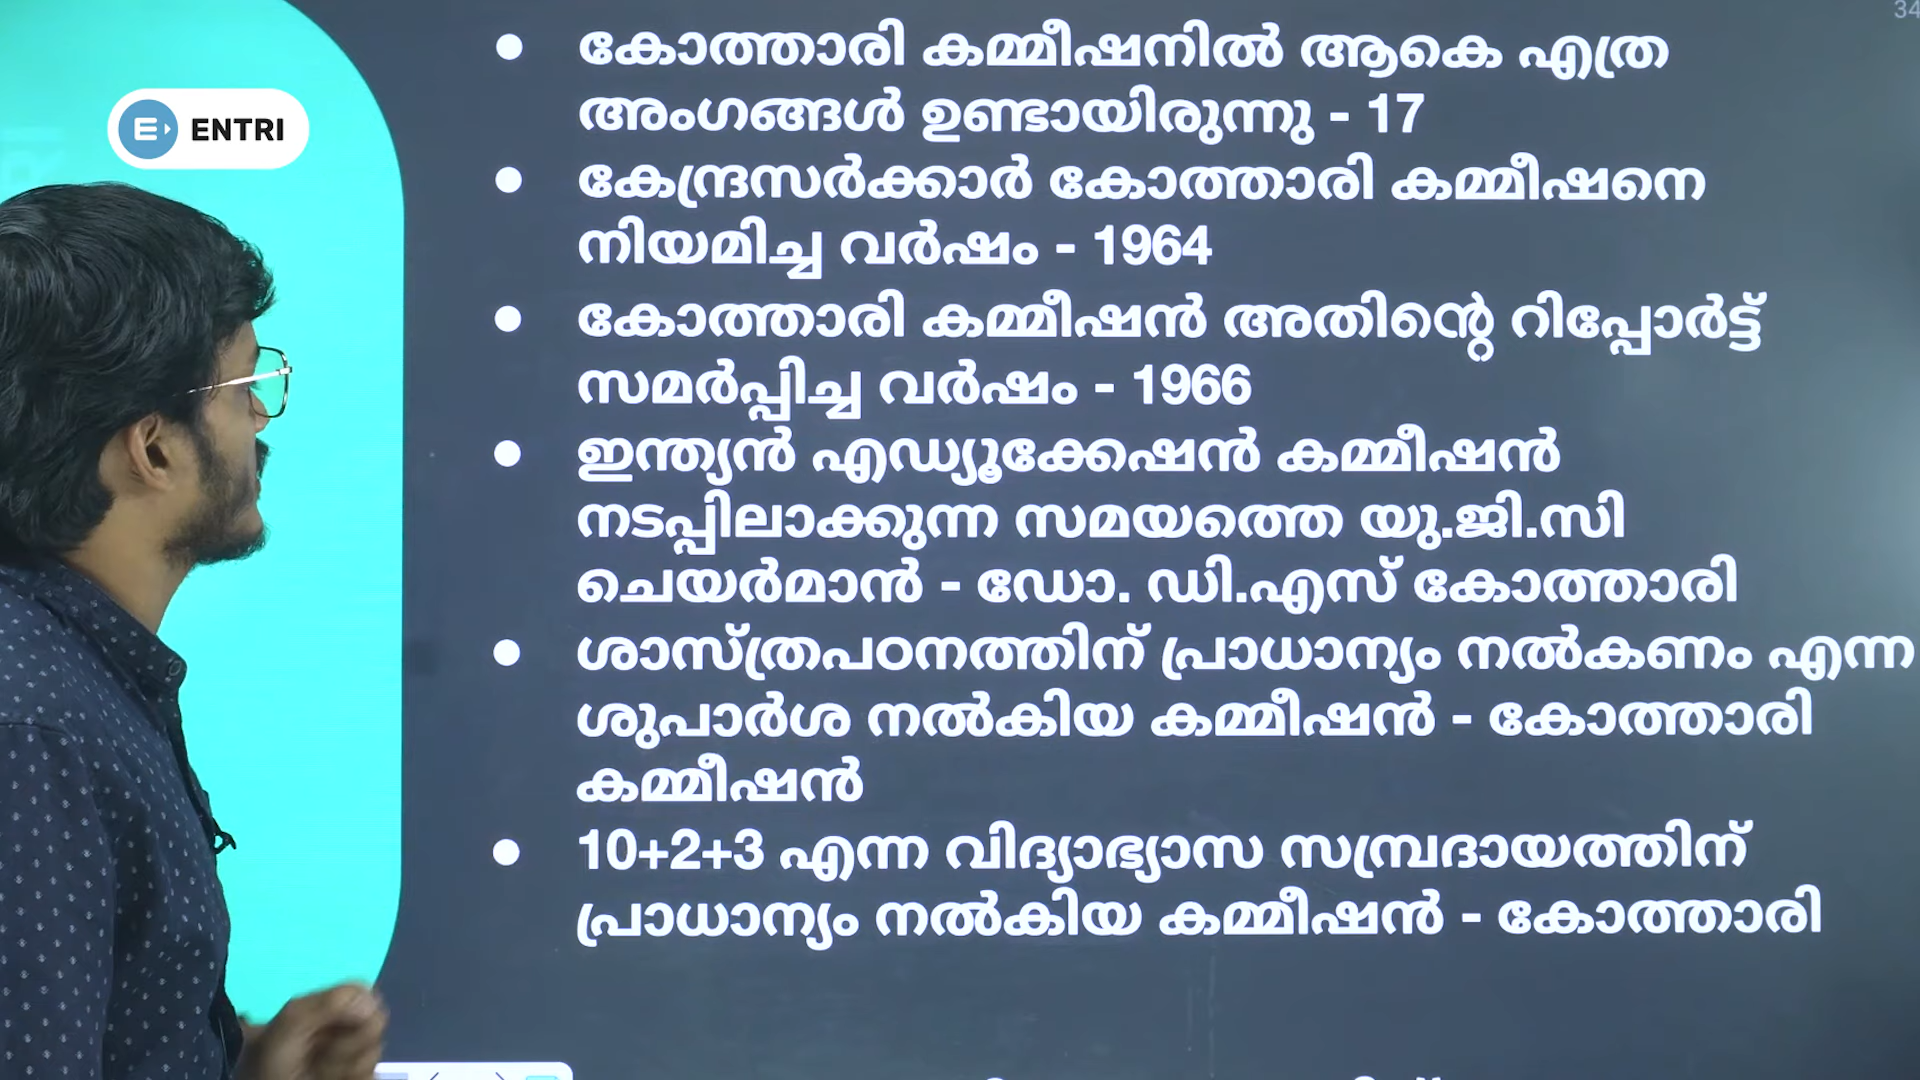 34
ENTRI
കോത്താരി കമ്മീഷനിൽ ആകെ എത്ര
അംഗങ്ങൾ ഉണ്ടായിരുന്നു - 17
കേന്ദ്രസർക്കാർ കോത്താരി കമ്മീഷനെ
നിയമിച്ച വർഷം - 1964
കോത്താരി കമ്മീഷൻ അതിന്റെ റിപ്പോർട്ട്
സമർപ്പിച്ച വർഷം - 1966
ഇന്ത്യൻ എഡ്യൂക്കേഷൻ കമ്മീഷൻ
നടപ്പിലാക്കുന്ന സമയത്തെ യു.ജി.സി
ചെയർമാൻ - ഡോ. ഡി.എസ് കോത്താരി
ശാസ്ത്രപഠനത്തിന് പ്രാധാന്യം നൽകണം എന്ന
ശുപാർശ നൽകിയ കമ്മീഷൻ - കോത്താരി
കമ്മീഷൻ
10+2+3 എന്ന വിദ്യാഭ്യാസ സമ്പ്രദായത്തിന്
പ്രാധാന്യം നൽകിയ കമ്മീഷൻ - കോത്താരി